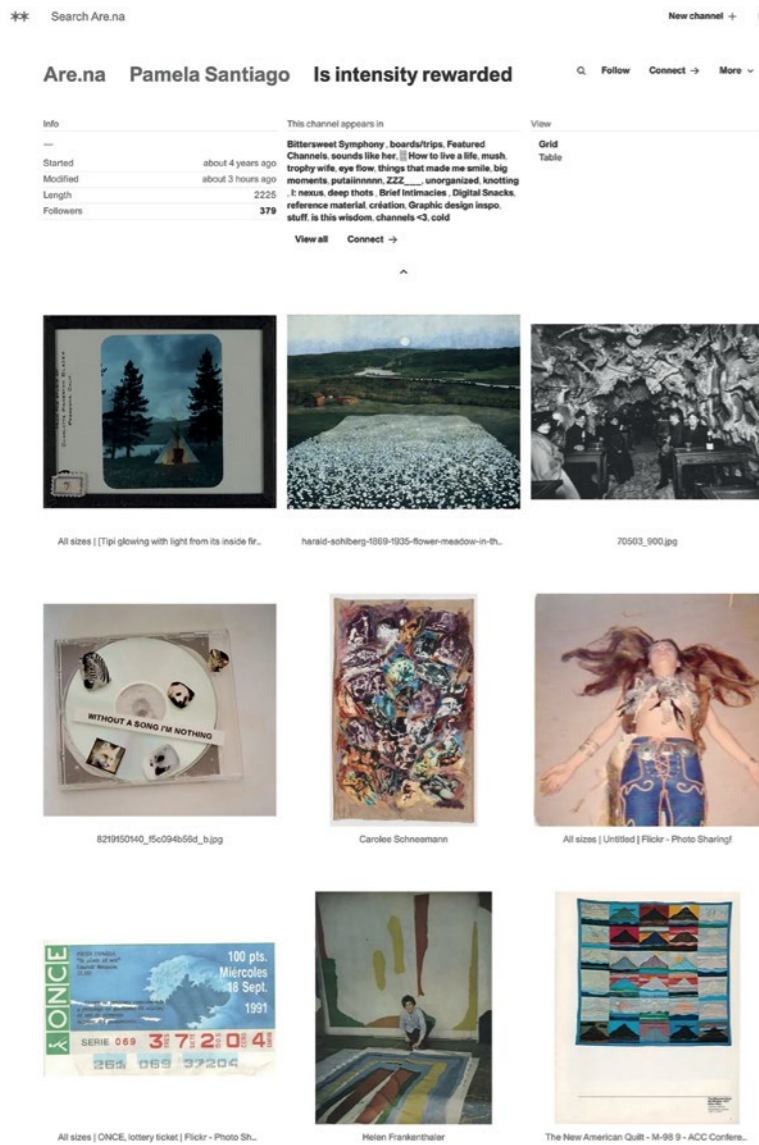 Search Are.na
New channel +
Are.na Pamela Santiago Is intensity rewarded
Follow Connect → More
Info
—
Started about 4 years ago
Modified about 3 hours ago
Length 2225
Followers 379
This channel appears in
Bittersweet Symphony, boards/trips, Featured
Channels, sounds like her, How to live a life, mush,
trophy wife, eye flow, things that made me smile, big
moments, putaiinnnnn, ZZZ___, unorganized, knotting
, I: nexus, deep thots, Brief Intimacies, Digital Snacks,
reference material, création, Graphic design inspo,
stuff, is this wisdom, channels <3, cold
View all Connect →
View
Grid
Table
All sizes | [Tipi glowing with light from its inside fir...
harald-sohlberg-1869-1935-flower-meadow-in-th...
70503_900.jpg
WITHOUT A SONG I'M NOTHING
8219150140_f5c094b56d_b.jpg
Carolee Schneemann
All sizes | Untitled | Flickr - Photo Sharing!
ONCE
100 pts.
Miércoles
18 Sept.
1991
SERIE 069 37204
261 069 37204
All sizes | ONCE, lottery ticket | Flickr - Photo Sh...
Helen Frankenthaler
The New American Quilt - M-98 9 - ACC Confere...